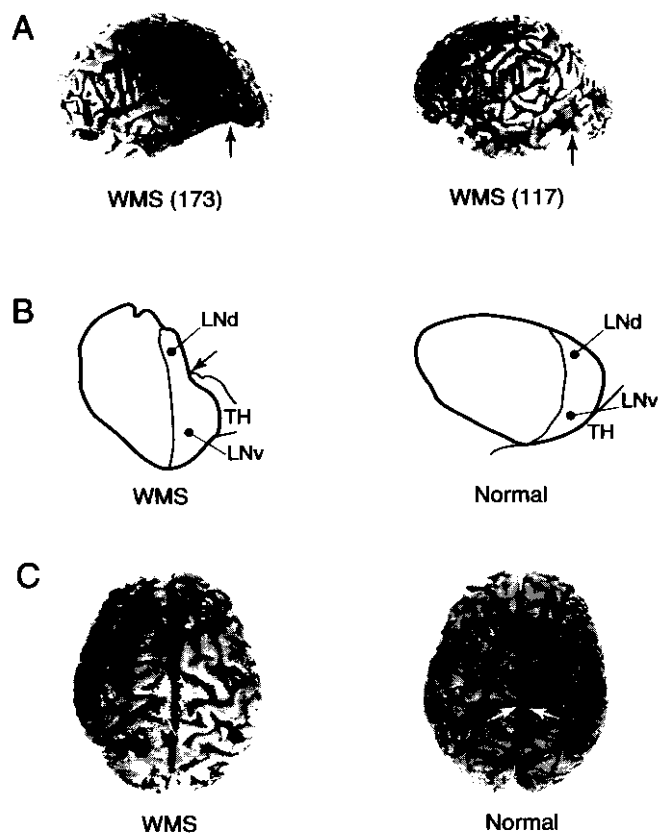 A
WMS (173)
WMS (117)
B
LNd
TH
LNv
WMS
LNd
LNv
TH
Normal
C
WMS
Normal